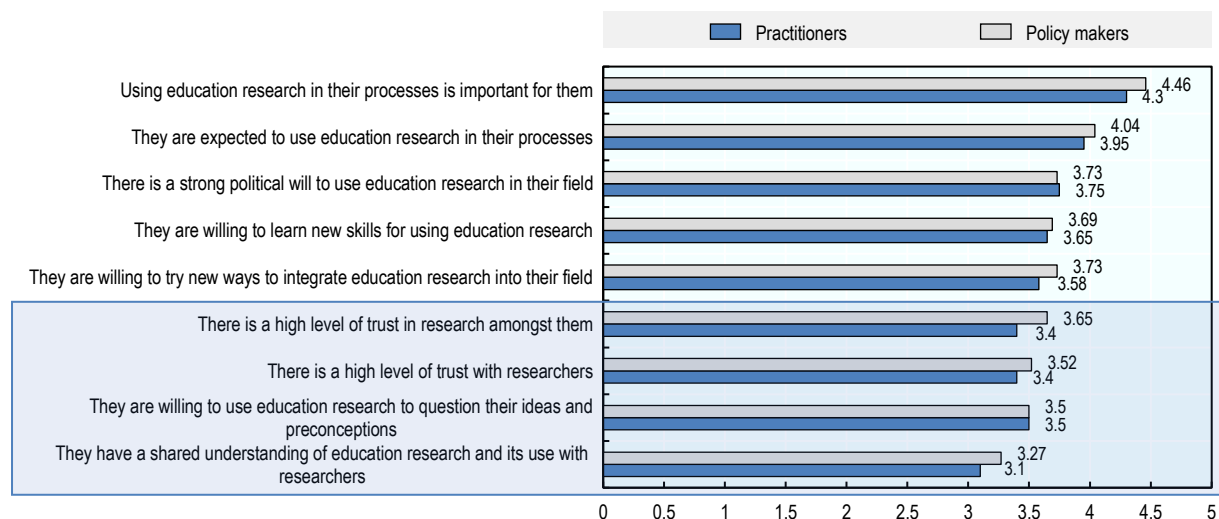 Practitioners
Policy makers
Using education research in their processes is important for them
4.46
4.3
They are expected to use education research in their processes
4.04
3.95
There is a strong political will to use education research in their field
3.73
3.75
They are willing to learn new skills for using education research
3.69
3.65
They are willing to try new ways to integrate education research into their field
3.73
3.58
There is a high level of trust in research amongst them
3.65
3.4
There is a high level of trust with researchers
3.52
3.4
They are willing to use education research to question their ideas and
preconceptions
3.5
3.5
They have a shared understanding of education research and its use with
researchers
3.27
3.1
0
0.5
1
1.5
2
2.5
3
3.5
4
4.5
5